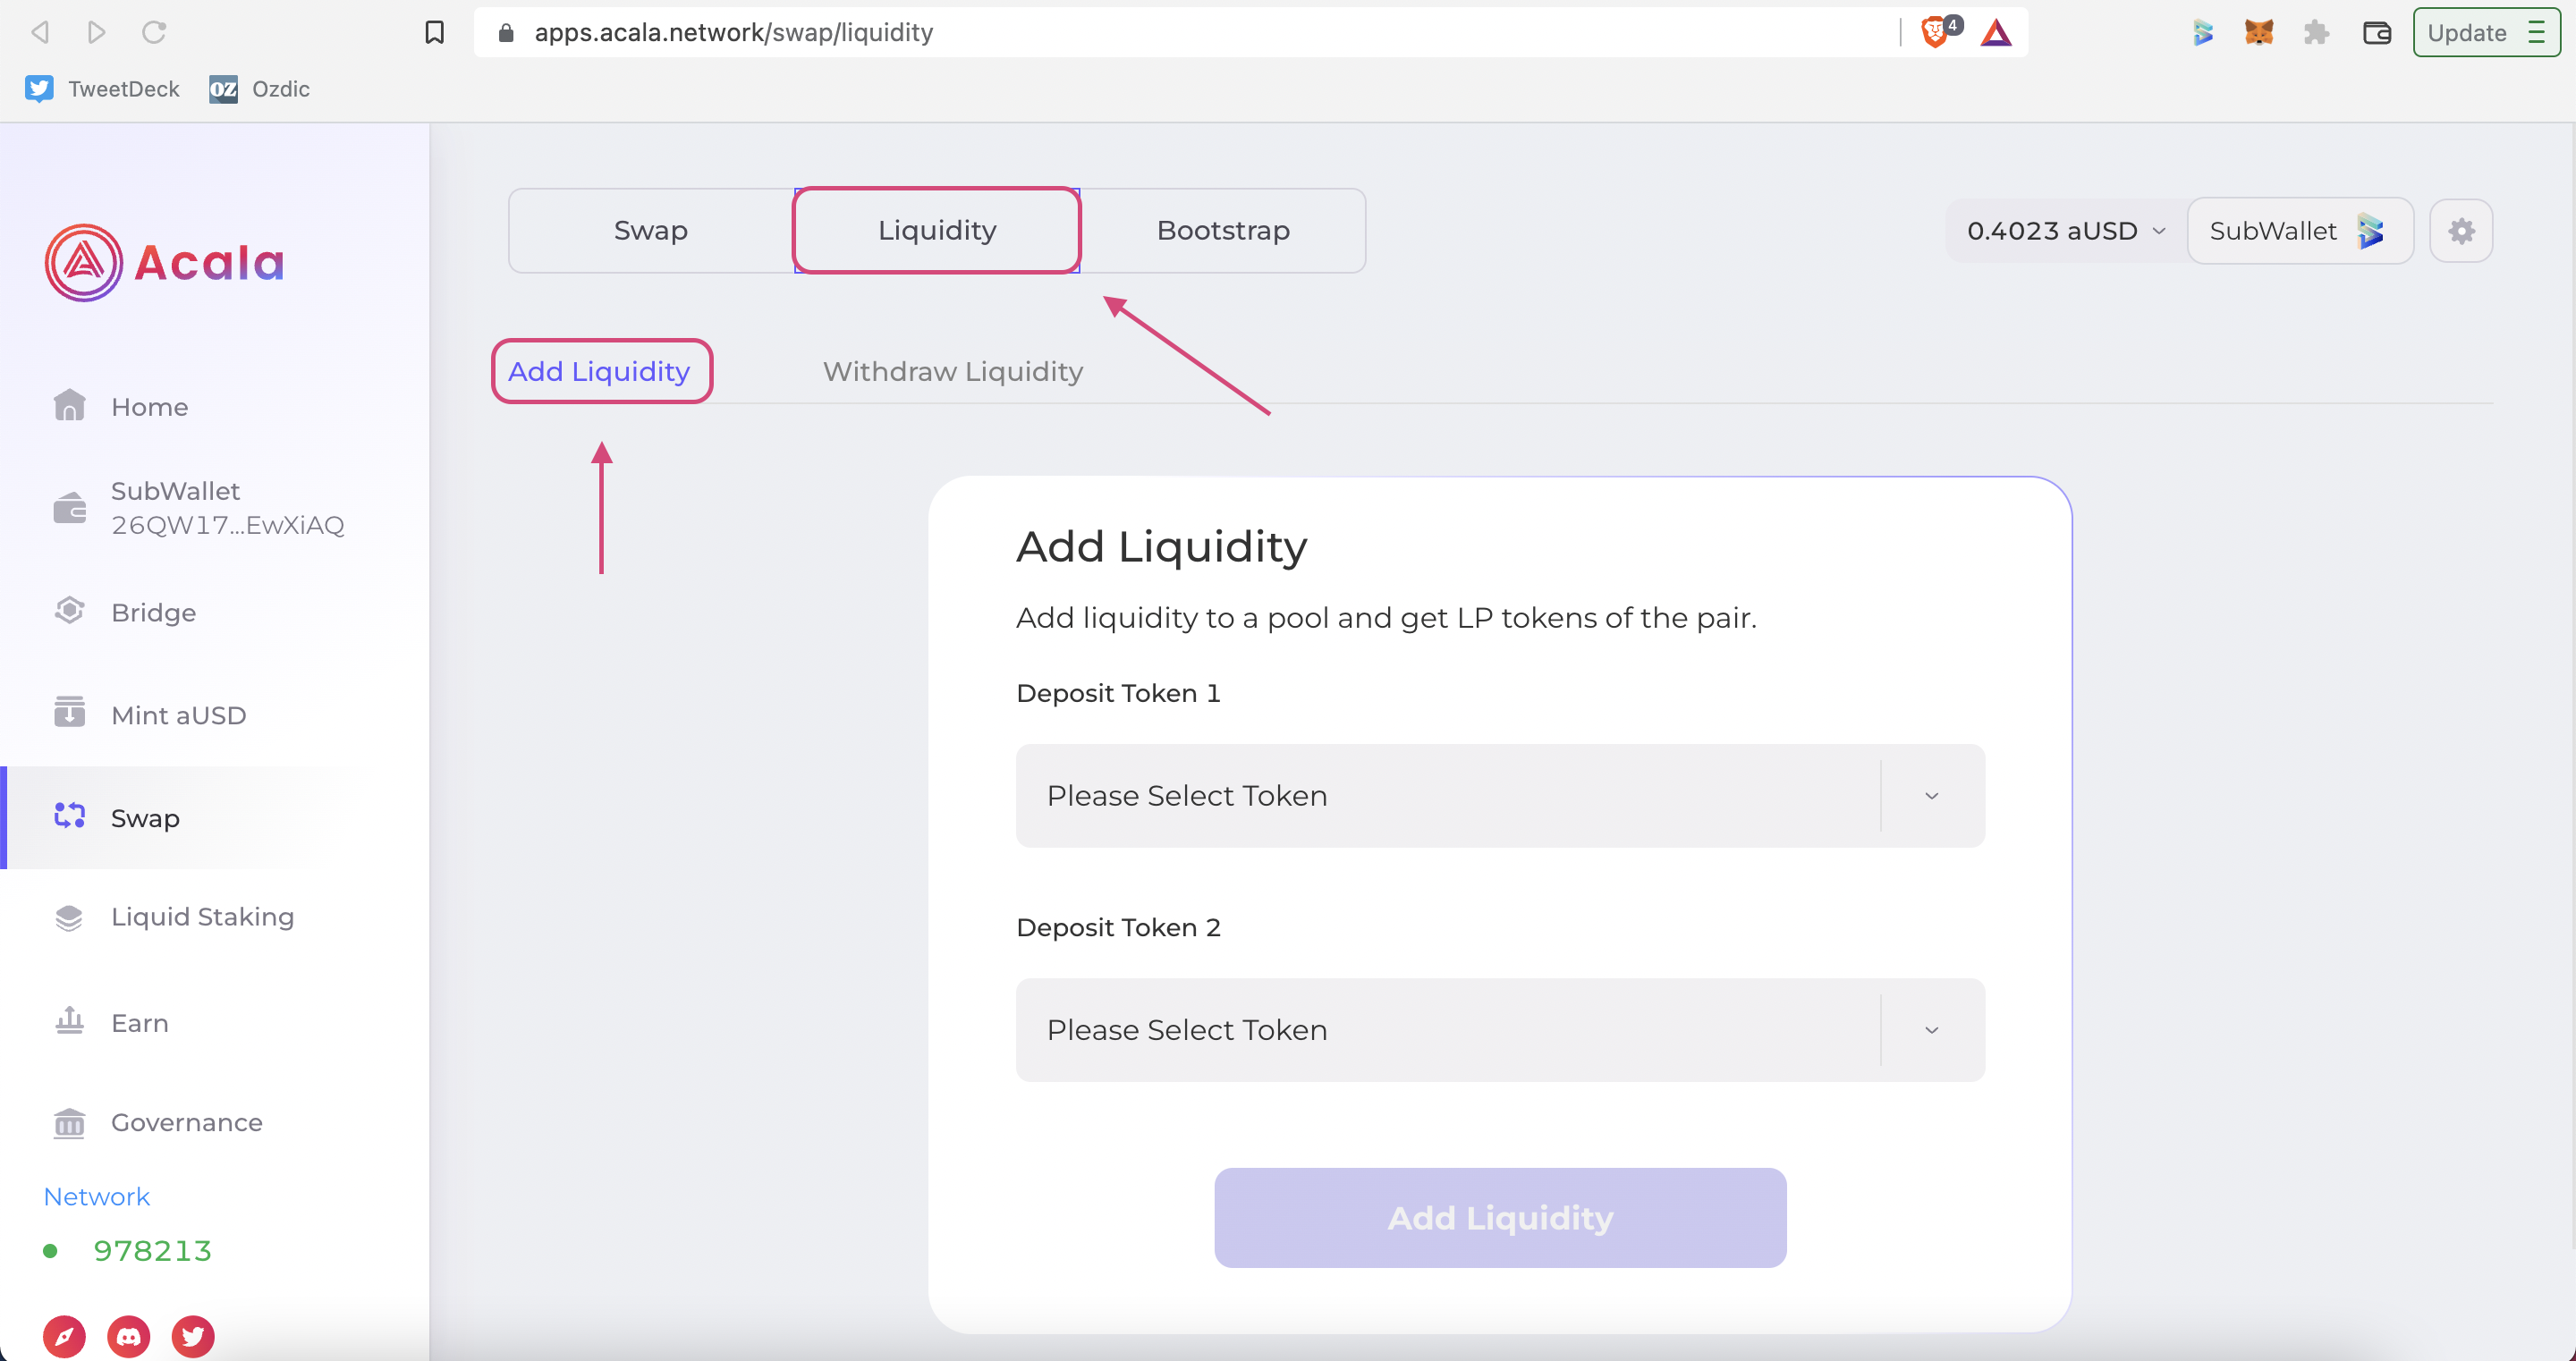 apps.acala.network/swap/liquidity
4
Update
TweetDeck
OZ Ozdic
Acala
Swap
Liquidity
Bootstrap
0.4023 aUSD
SubWallet
Add Liquidity
Withdraw Liquidity
Home
SubWallet
26QW17...EwXiAQ
Bridge
Mint aUSD
Swap
Liquid Staking
Earn
Governance
Network
978213
Add Liquidity
Add liquidity to a pool and get LP tokens of the pair.
Deposit Token 1
Please Select Token
Deposit Token 2
Please Select Token
Add Liquidity